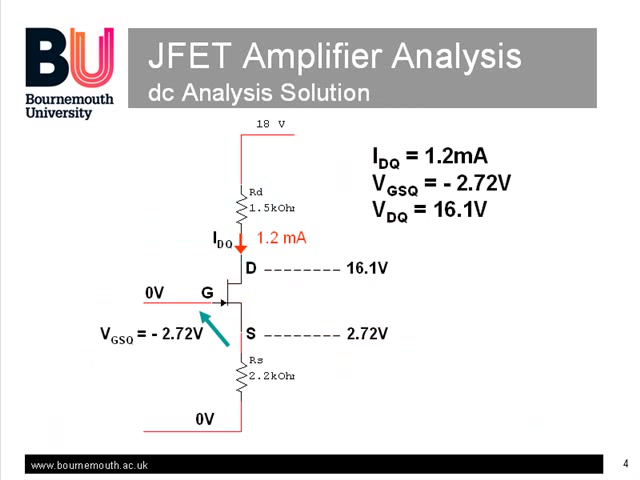 BU
Bournemouth
University
JFET Amplifier Analysis
dc Analysis Solution
18 V
IDQ = 1.2mA
VGSQ = - 2.72V
VDQ = 16.1V
Rd
1.5kOhm
IDQ 1.2 mA
D -------- 16.1V
0V G
VGSQ = - 2.72V S -------- 2.72V
Rs
2.2kOhm
0V
www.bournemouth.ac.uk 4